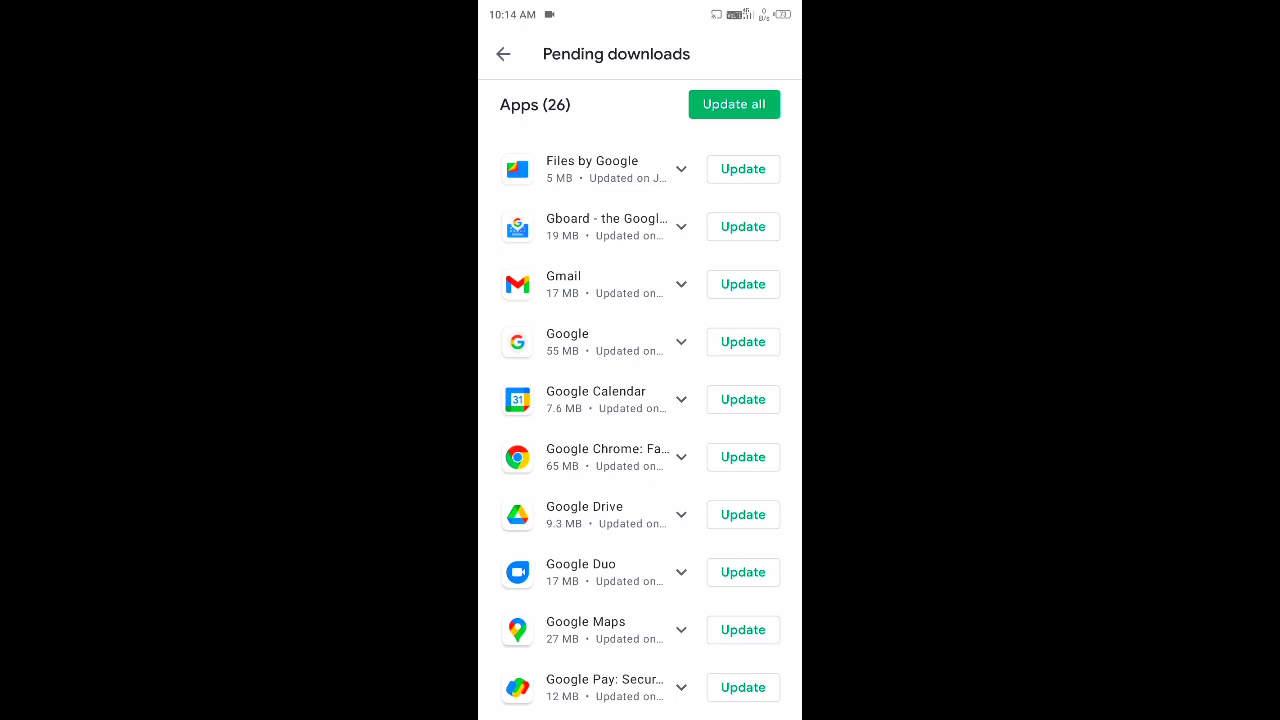 10:14 AM
0
B/s
73
Pending downloads
Apps (26)
Update all
Files by Google
5 MB • Updated on J...
Update
Gboard - the Googl...
19 MB • Updated on...
Update
Gmail
17 MB • Updated on...
Update
Google
55 MB • Updated on...
Update
31
Google Calendar
7.6 MB • Updated on...
Update
Google Chrome: Fa...
65 MB • Updated on...
Update
Google Drive
9.3 MB • Updated on...
Update
Google Duo
17 MB • Updated on...
Update
Google Maps
27 MB • Updated on...
Update
Google Pay: Secur...
12 MB • Updated on...
Update